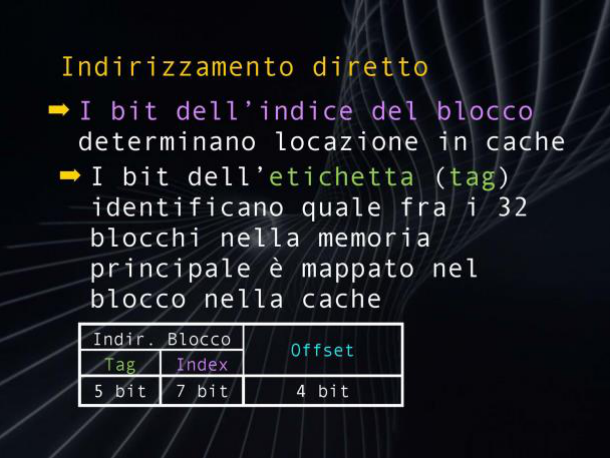 Indirizzamento diretto
➡ I bit dell'indice del blocco
determinano locazione in cache
➡ I bit dell'etichetta (tag)
identificano quale fra i 32
blocchi nella memoria
principale è mappato nel
blocco nella cache
Indir. Blocco
Offset
Tag Index
5 bit 7 bit 4 bit